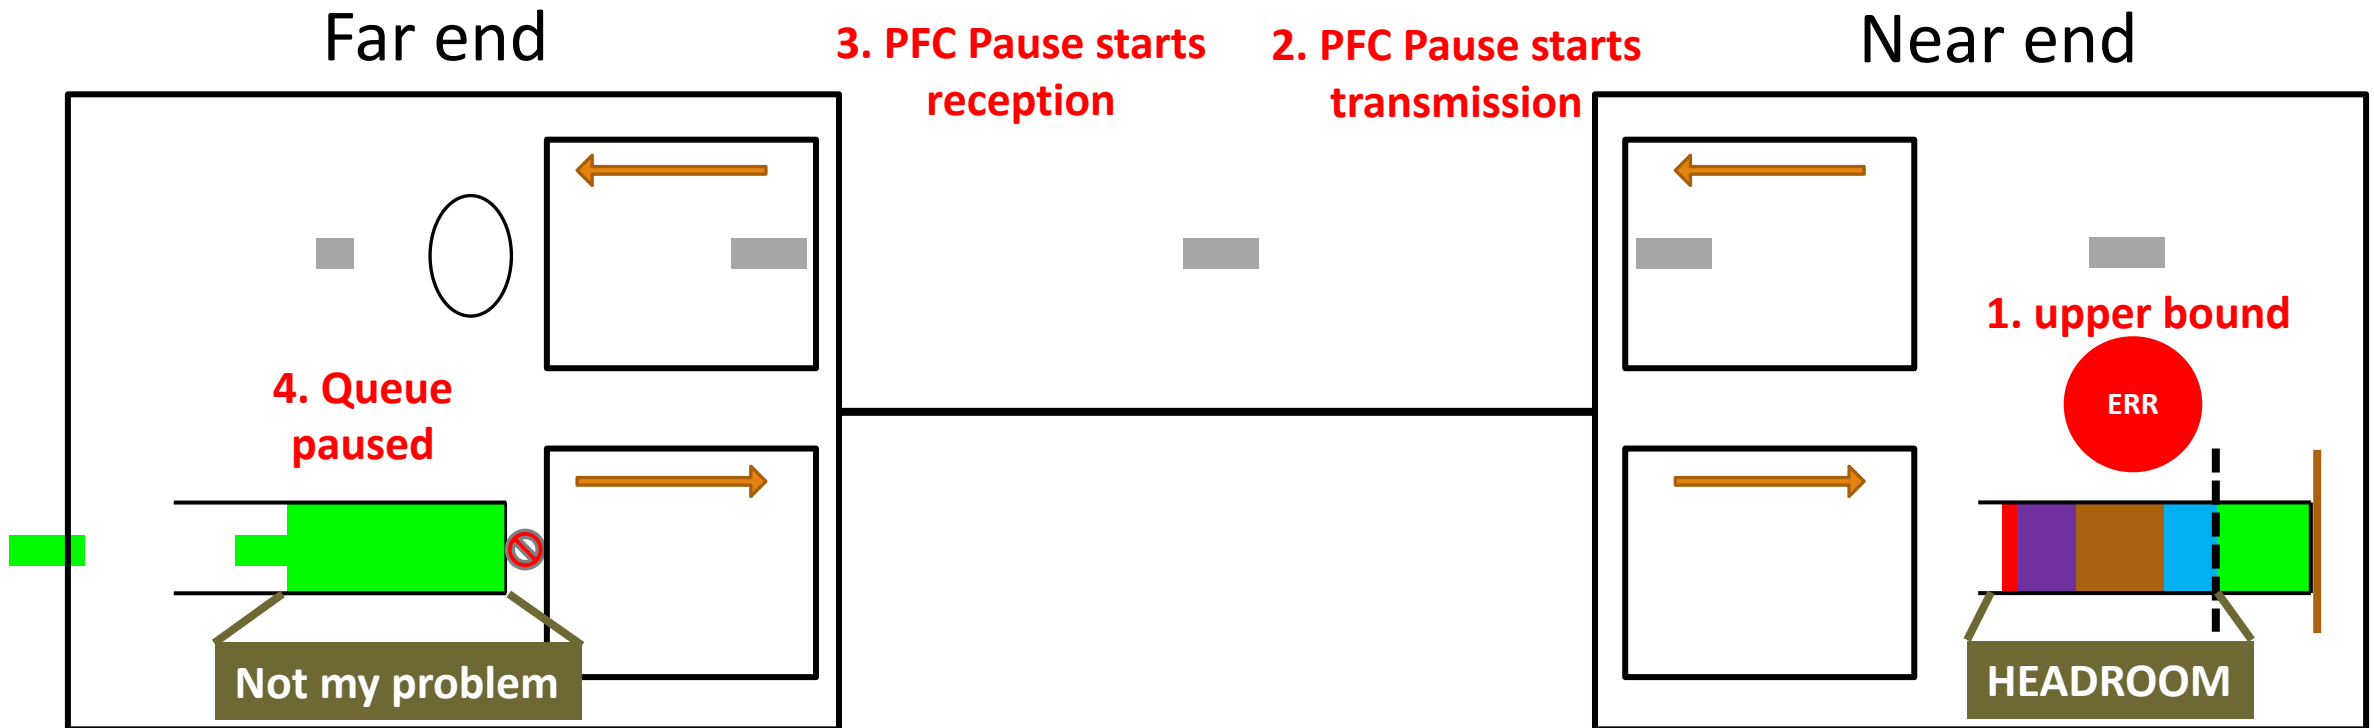 Far end
3. PFC Pause starts
reception
2. PFC Pause starts
transmission
Near end
1. upper bound
ERR
4. Queue
paused
Not my problem
HEADROOM